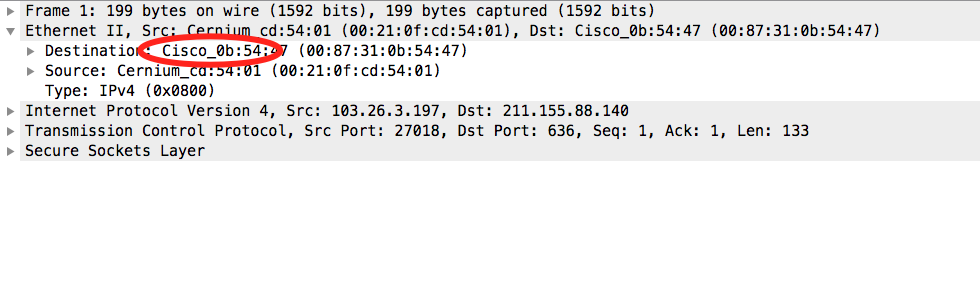 Frame 1: 199 bytes on wire (1592 bits), 199 bytes captured (1592 bits)
Ethernet II, Src: Cernium_cd:54:01 (00:21:0f:cd:54:01), Dst: Cisco_0b:54:47 (00:87:31:0b:54:47)
Destination: Cisco_0b:54:47 (00:87:31:0b:54:47)
Source: Cernium_cd:54:01 (00:21:0f:cd:54:01)
Type: IPv4 (0x0800)
Internet Protocol Version 4, Src: 103.26.3.197, Dst: 211.155.88.140
Transmission Control Protocol, Src Port: 27018, Dst Port: 636, Seq: 1, Ack: 1, Len: 133
Secure Sockets Layer